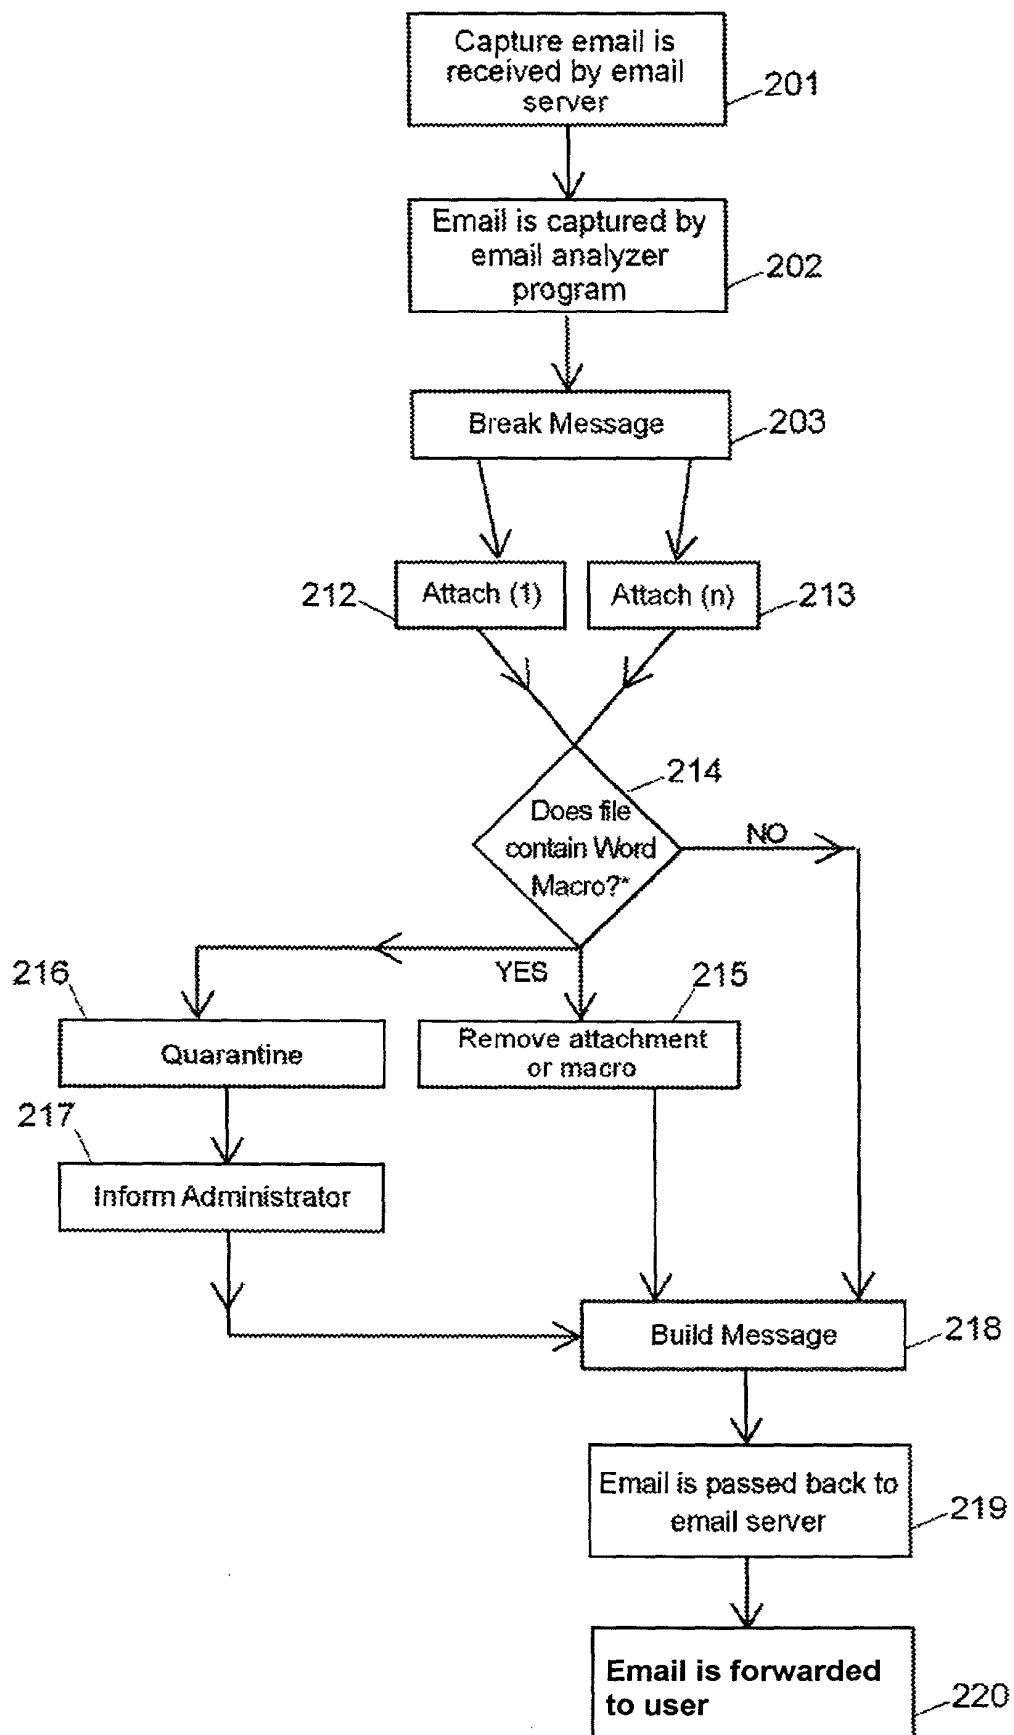 Capture email is
received by email
server
201
Email is captured by
email analyzer
program
202
Break Message
203
212
Attach (1)
Attach (n)
213
214
Does file
contain Word
Macro?*
NO
YES
216
215
Quarantine
Remove attachment
or macro
217
Inform Administrator
Build Message
218
Email is passed back to
email server
219
Email is forwarded
to user
220